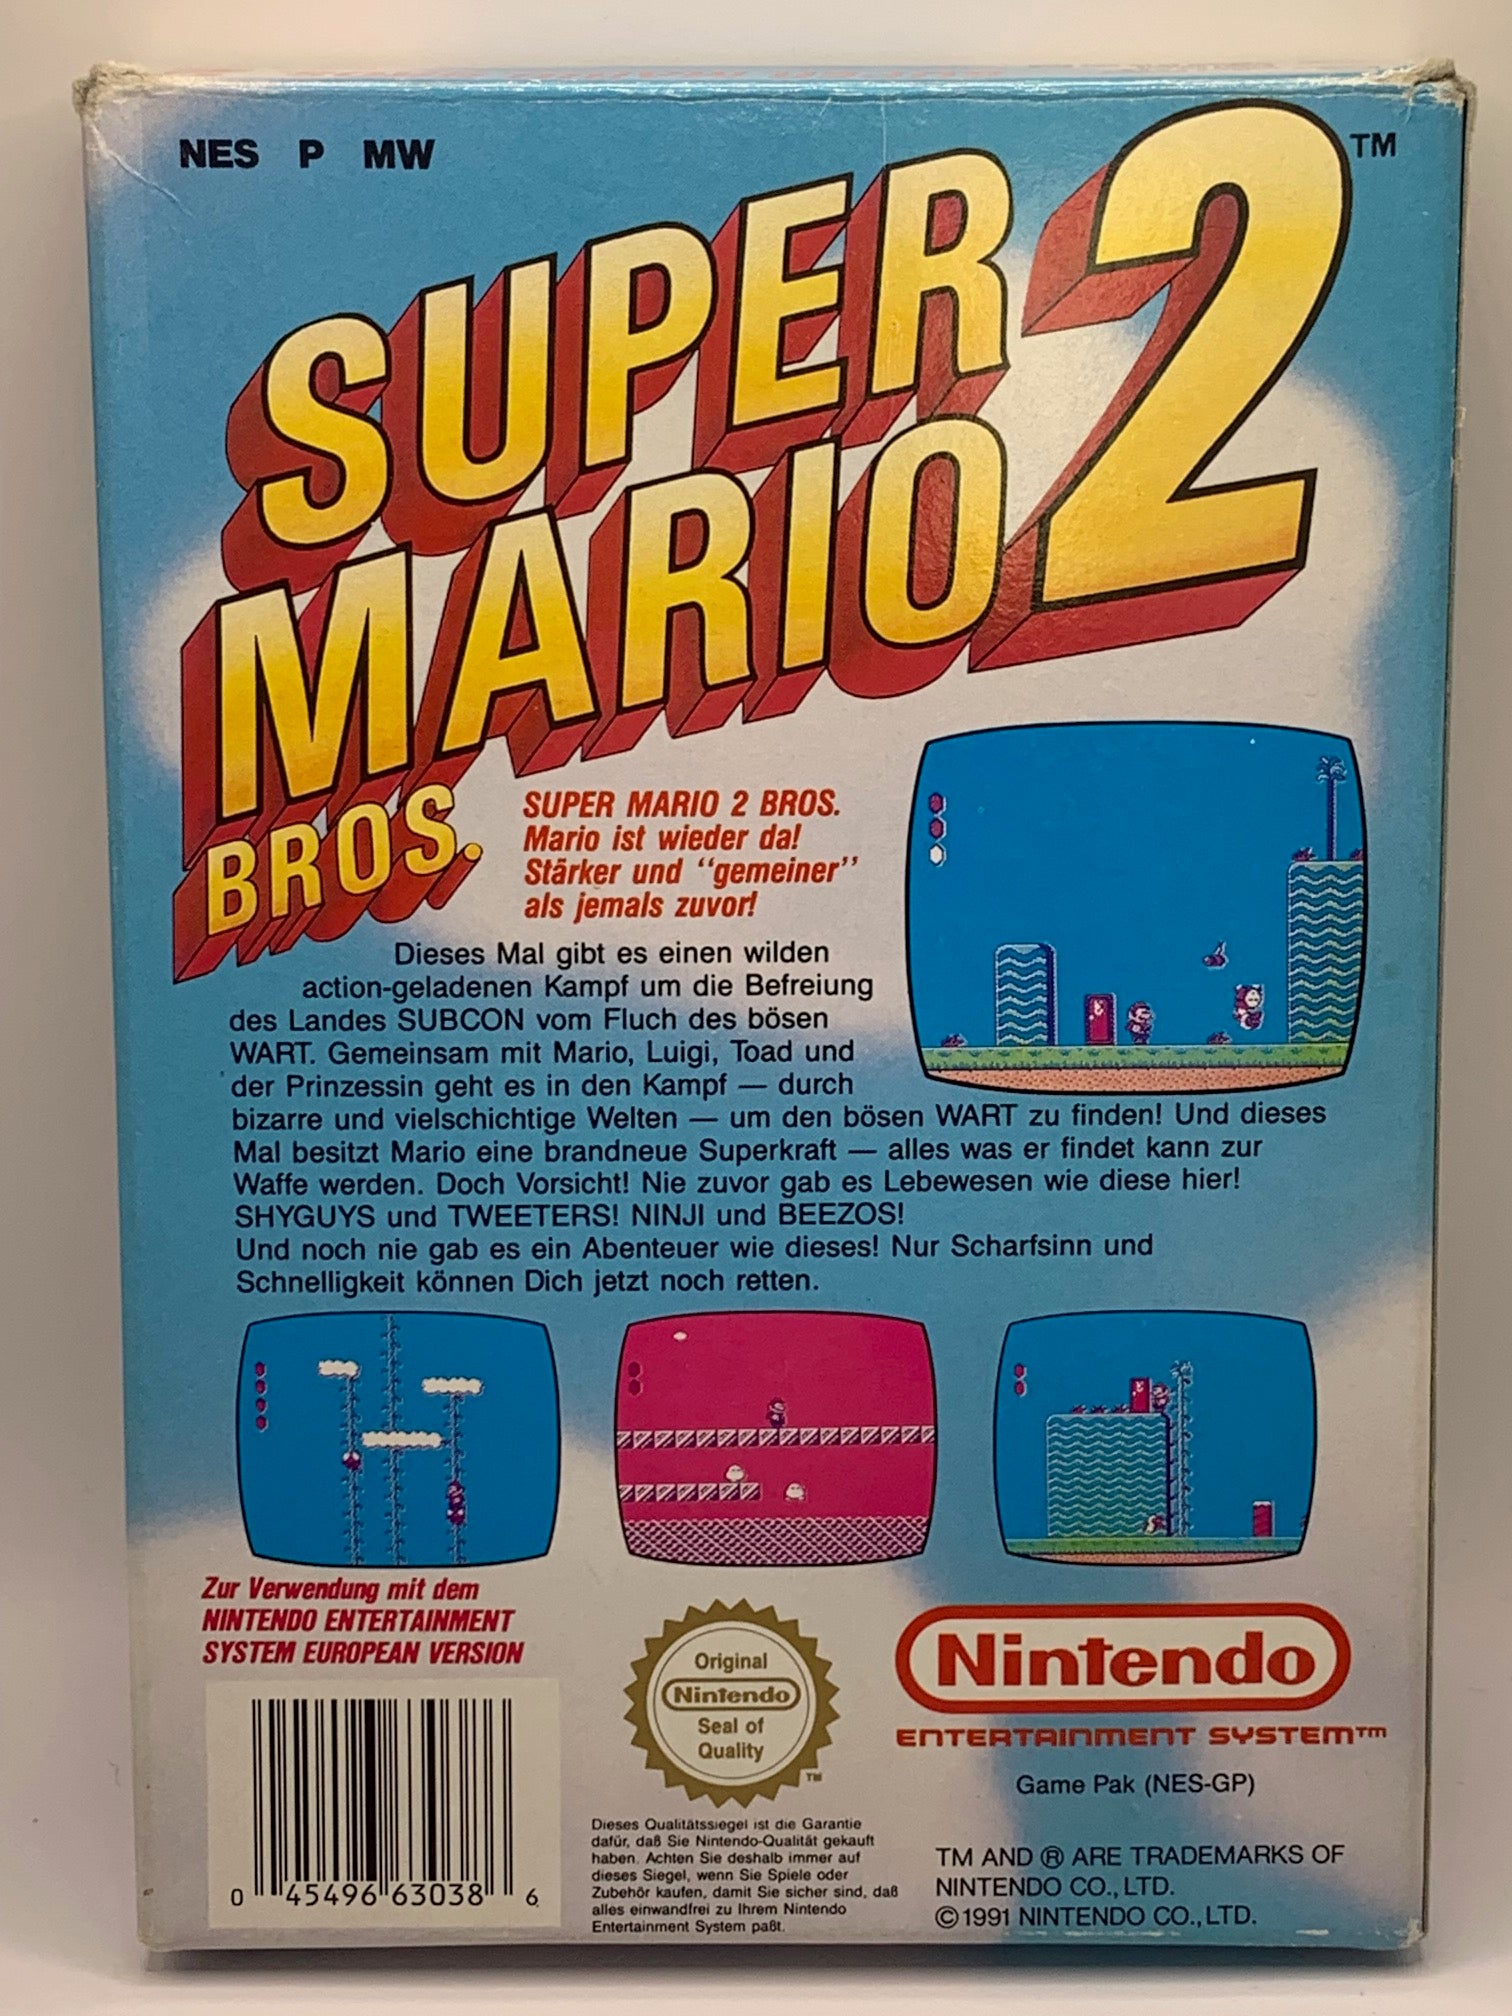 NES P MW
SUPER
MARIO 2 TM
BROS.
SUPER MARIO 2 BROS.
Mario ist wieder da!
Stärker und "gemeiner"
als jemals zuvor!
Dieses Mal gibt es einen wilden
action-geladenen Kampf um die Befreiung
des Landes SUBCON vom Fluch des bösen
WART. Gemeinsam mit Mario, Luigi, Toad und
der Prinzessin geht es in den Kampf — durch
bizarre und vielschichtige Welten — um den bösen WART zu finden! Und dieses
Mal besitzt Mario eine brandneue Superkraft — alles was er findet kann zur
Waffe werden. Doch Vorsicht! Nie zuvor gab es Lebewesen wie diese hier!
SHYGUYS und TWEETERS! NINJI und BEEZOS!
Und noch nie gab es ein Abenteuer wie dieses! Nur Scharfsinn und
Schnelligkeit können Dich jetzt noch retten.
Zur Verwendung mit dem
NINTENDO ENTERTAINMENT
SYSTEM EUROPEAN VERSION
0 45496 63038 6
Original
Nintendo
Seal of
Quality
TM
Dieses Qualitätssiegel ist die Garantie
dafür, daß Sie Nintendo-Qualität gekauft
haben. Achten Sie deshalb immer auf
dieses Siegel, wenn Sie Spiele oder
Zubehör kaufen, damit Sie sicher sind, daß
alles einwandfrei zu Ihrem Nintendo
Entertainment System paßt.
Nintendo
ENTERTAINMENT SYSTEM TM
Game Pak (NES-GP)
TM AND ® ARE TRADEMARKS OF
NINTENDO CO., LTD.
© 1991 NINTENDO CO., LTD.